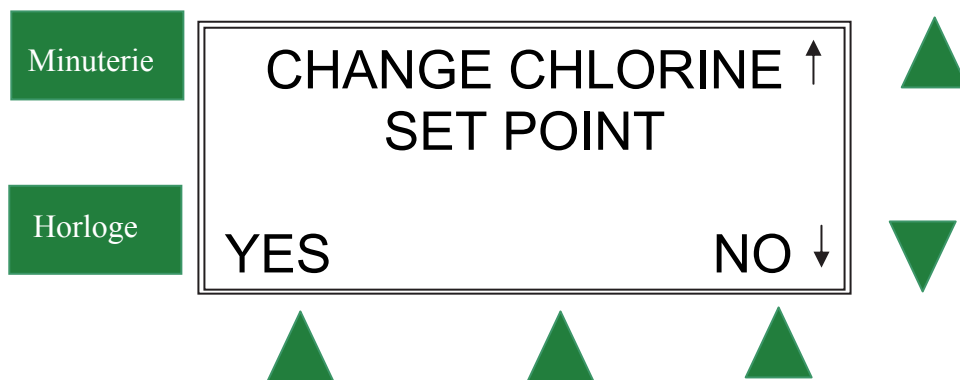 Minuterie
CHANGE CHLORINE ↑
SET POINT
Horloge
YES NO ↓